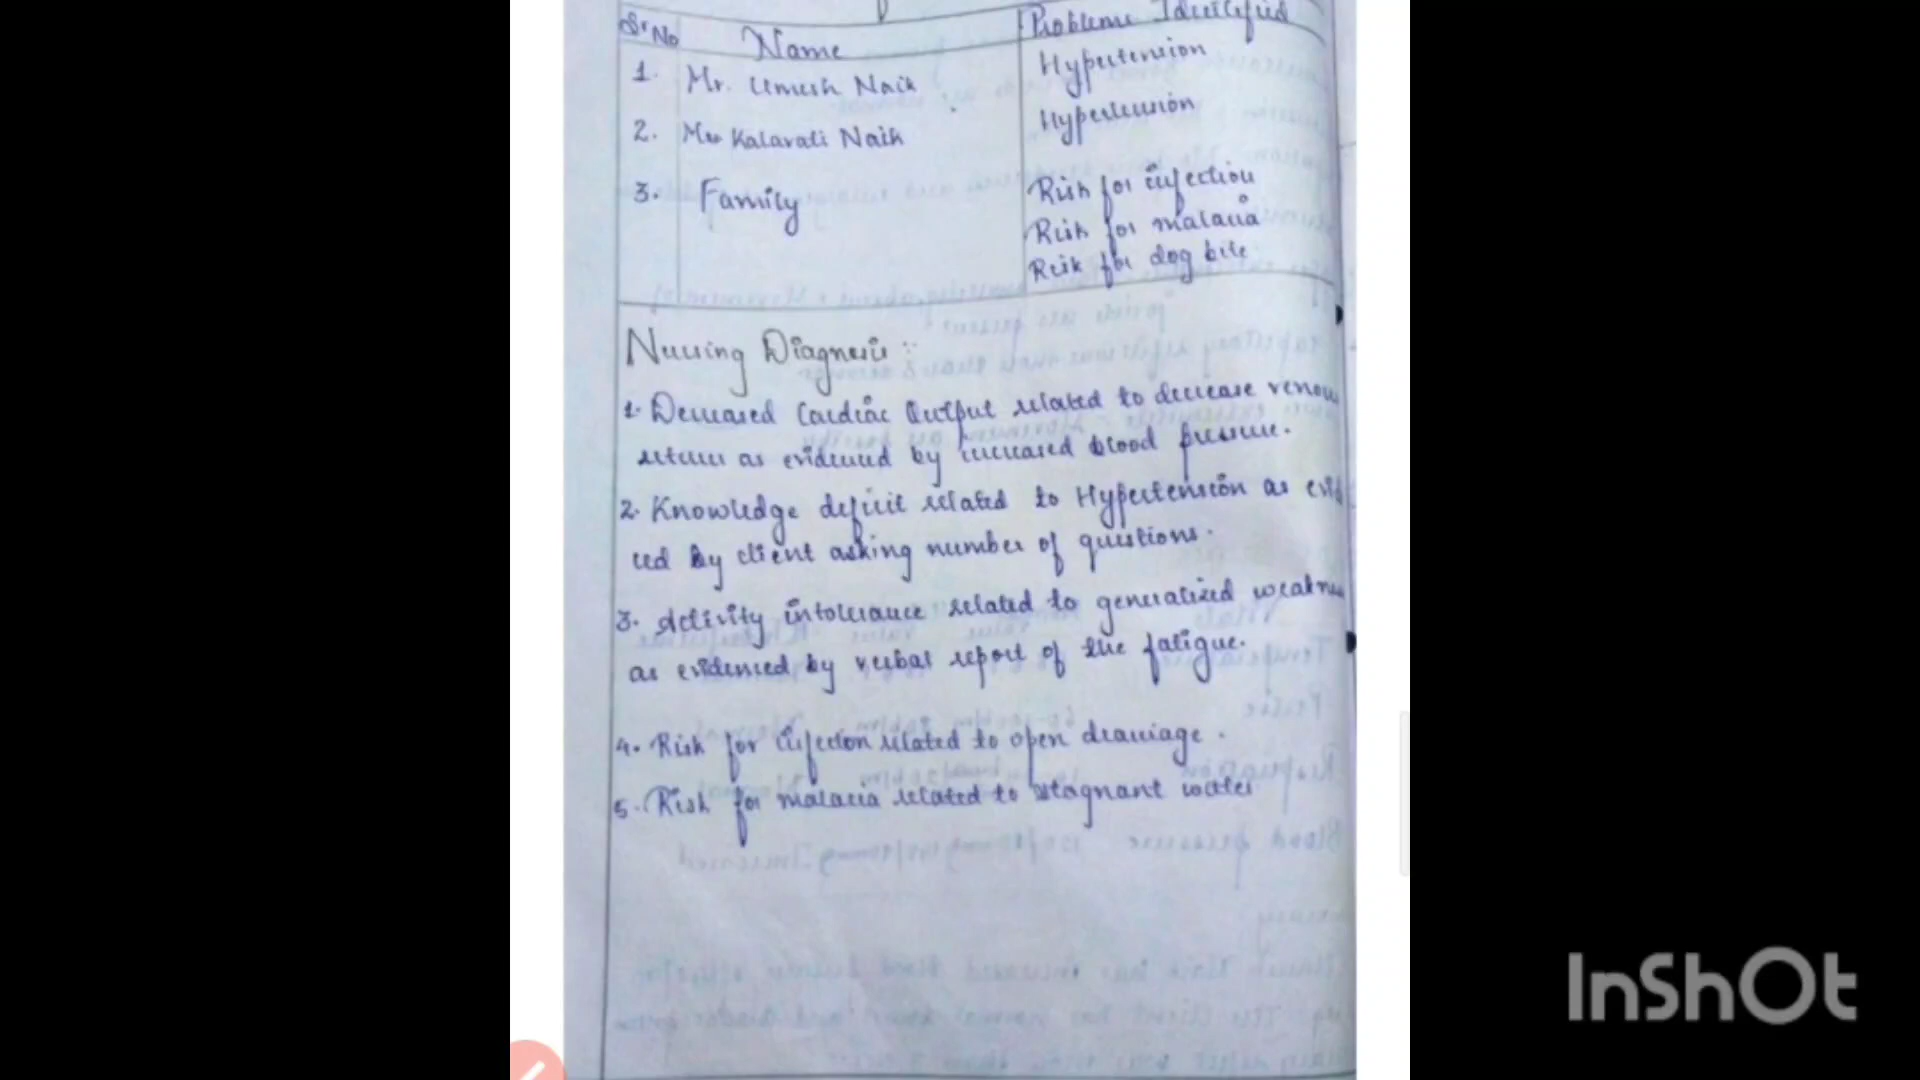 Sr No Name Problems Identified
1. Mr. Umesh Naik Hypertension
2. Mrs Kalavati Naik Hypertension
3. Family Risk for infection
Risk for malaria
Risk for dog bite
Nursing Diagnosis :-
1. Decreased Cardiac Output related to decrease venou
return as evidenced by increased blood pressure.
2. Knowledge deficit related to Hypertension as evid
ced by client asking number of questions.
3. Activity intolerance related to generalized weaknes
as evidenced by verbal report of the fatigue.
4. Risk for infection related to open drainage.
5. Risk for malaria related to stagnant water
InShOt